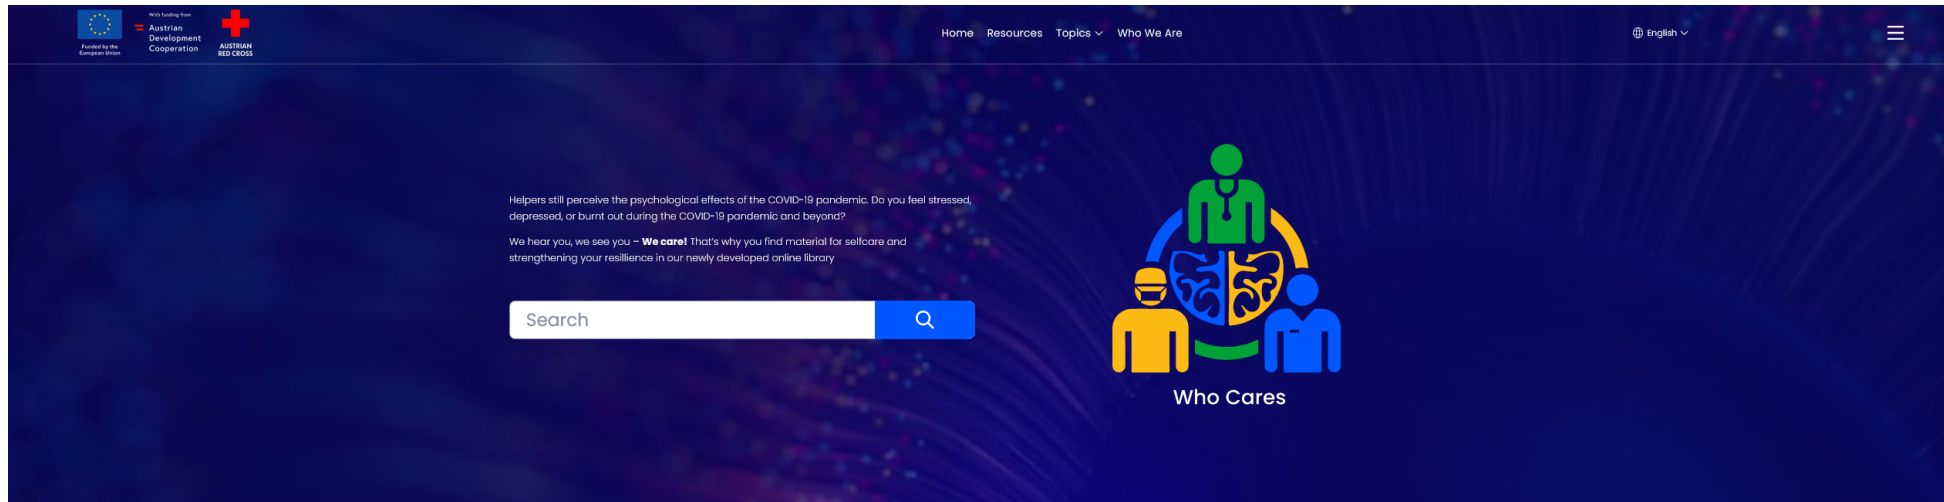 Funded by the
European Union
With funding from
Austrian
Development
Cooperation
AUSTRIAN
RED CROSS
Home Resources Topics Who We Are
English
Helpers still perceive the psychological effects of the COVID-19 pandemic. Do you feel stressed,
depressed, or burnt out during the COVID-19 pandemic and beyond?
We hear you, we see you – We care! That's why you find material for selfcare and
strengthening your resillience in our newly developed online library
Search
Who Cares